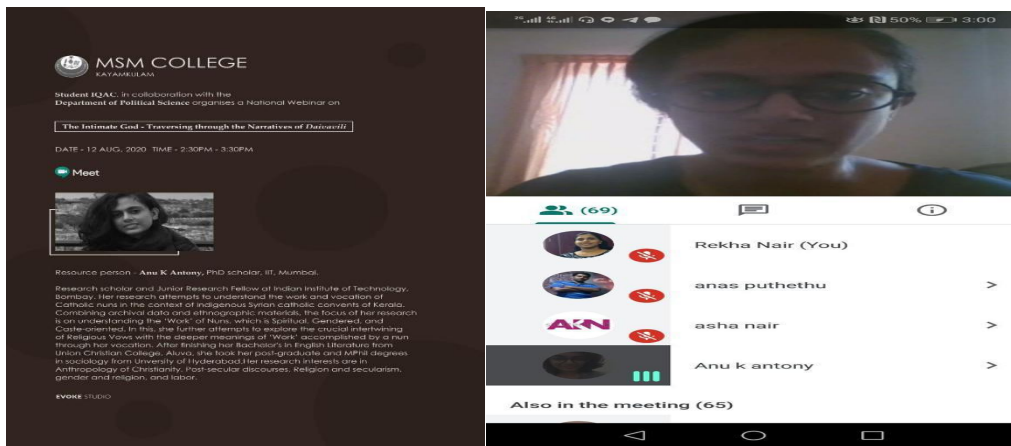 MSM COLLEGE
KAYAMKULAM
Student IQAC, in collaboration with the
Department of Political Science organises a National Webinar on
The Intimate God - Traversing through the Narratives of Daivavili
DATE - 12 AUG, 2020 TIME - 2:30PM - 3:30PM
Meet
Resource person - Anu K Antony, PhD scholar, IIT, Mumbai.
Research scholar and Junior Research Fellow at Indian Institute of Technology,
Bombay. Her research attempts to understand the work and vocation of
Catholic nuns in the context of indigenous Syrian catholic convents of Kerala.
Combining archival data and ethnographic materials, the focus of her research
is on understanding the 'Work' of Nuns, which is Spiritual, Gendered, and
Caste-oriented. In this, she further attempts to explore the crucial intertwining
of Religious Vows with the deeper meanings of 'Work' accomplished by a nun
through her vocation. After finishing her Bachelor's in English Literature from
Union Christian College, Aluva, she took her post-graduate and MPhil degrees
in sociology from Unversity of Hyderabad.Her research interests are in
Anthropology of Christianity, Post-secular discourses, Religion and secularism,
gender and religion, and labor.
EVOKE STUDIO
2G 4G 50% 3:00
(69)
Rekha Nair (You)
anas puthethu
AKN
asha nair
Anu k antony
Also in the meeting (65)